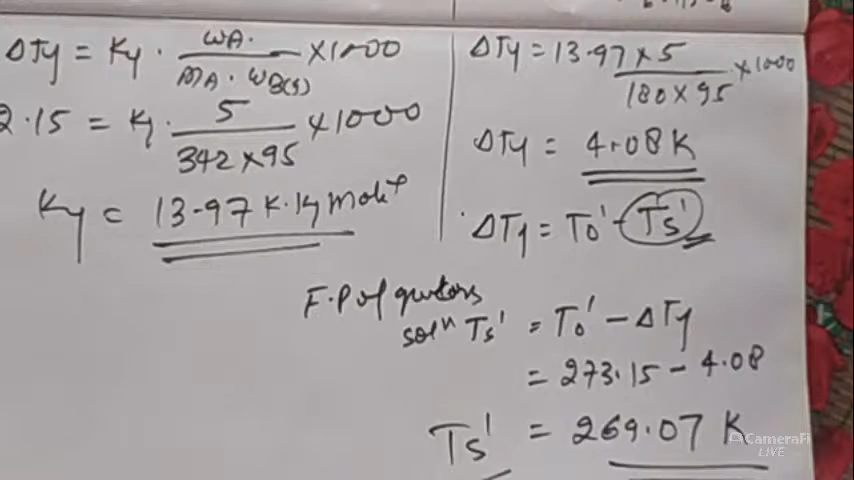 ΔTf = Kf · wA. / MA · wB(g) × 1000
2.15 = Kf · 5 / 342 × 95 × 1000
Kf = 13.97 K.Kg mol-1
ΔTf = 13.97 × 5 / 180 × 95 × 1000
ΔTf = 4.08 K
ΔTf = To' - Ts'
F.P of glucose
solⁿ Ts' = To' - ΔTf
= 273.15 - 4.08
Ts' = 269.07 K
CameraFi
LIVE